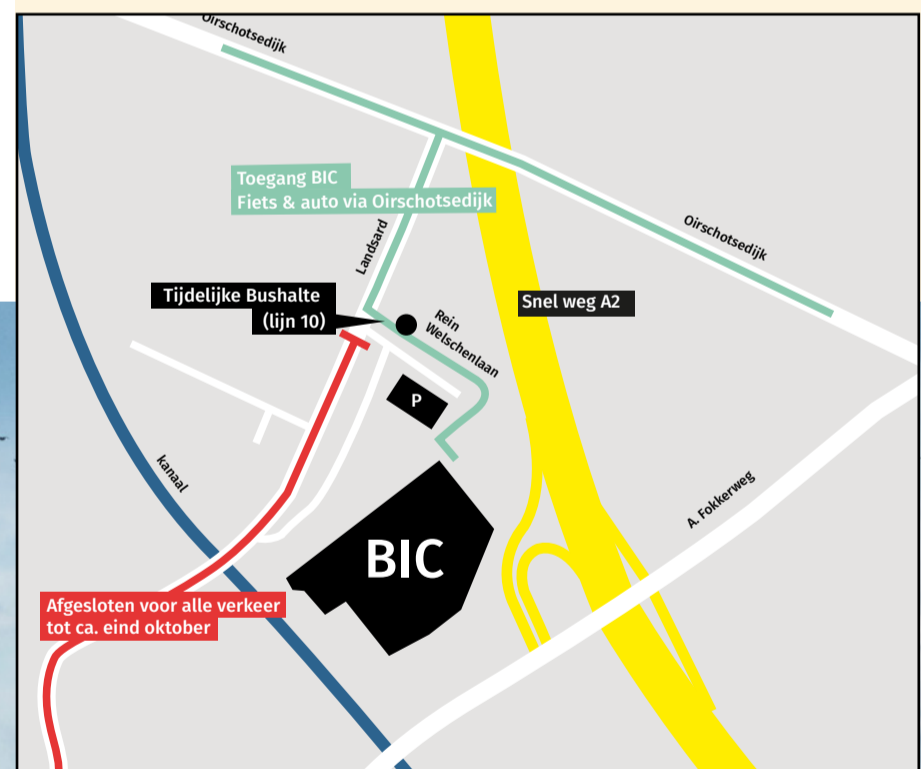 Oirschotsedijk
Toegang BIC
Fiets & auto via Oirschotsedijk
Landsard
Oirschotsedijk
Tijdelijke Bushalte
(lijn 10)
Snel weg A2
Rein
Welschenlaan
P
kanaal
A. Fokkerweg
BIC
Afgesloten voor alle verkeer
tot ca. eind oktober